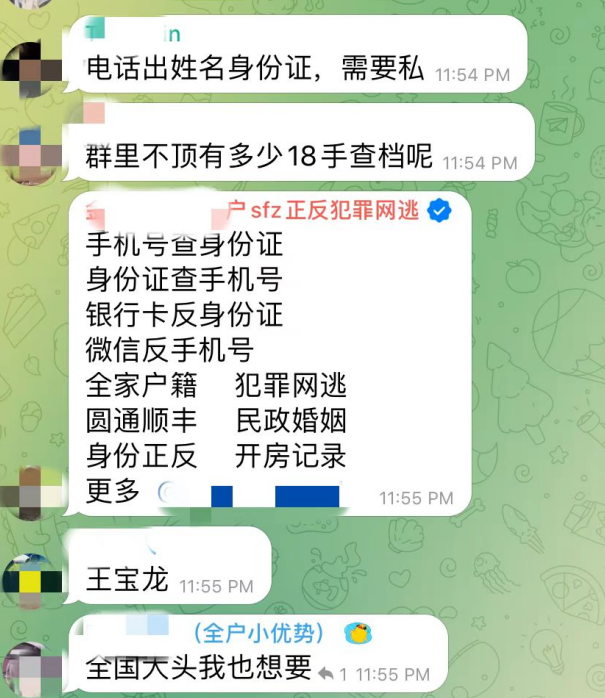 电话出姓名身份证，需要私 11:54 PM
群里不顶有多少18手查档呢 11:54 PM
户sfz正反犯罪网逃
手机号查身份证
身份证查手机号
银行卡反身份证
微信反手机号
全家户籍 犯罪网逃
圆通顺丰 民政婚姻
身份正反 开房记录
更多 11:55 PM
王宝龙 11:55 PM
（全户小优势）
全国大头我也想要 1 11:55 PM